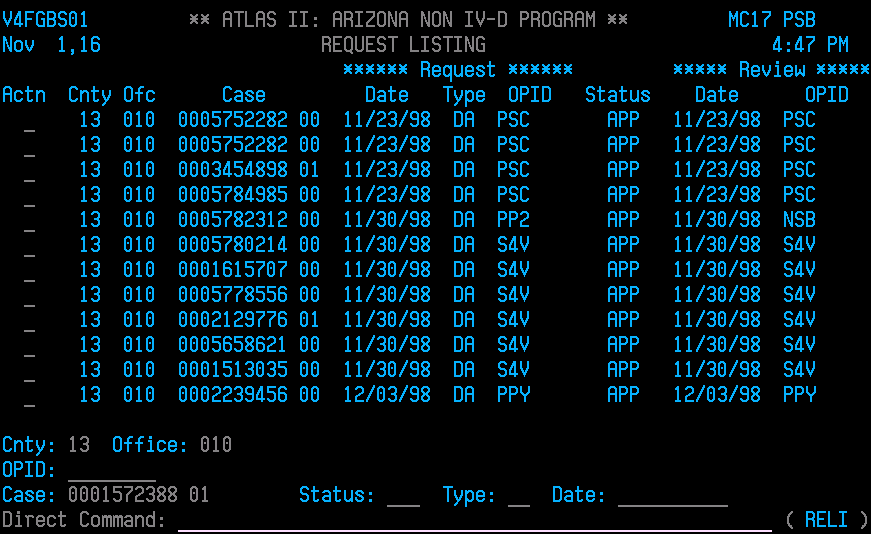 V4FGBS01 ** ATLAS II: ARIZONA NON IV-D PROGRAM ** MC17 PSB
Nov 1,16 REQUEST LISTING 4:47 PM
****** Request ****** ***** Review *****
Actn Cnty Ofc Case Date Type OPID Status Date OPID
_ 13 010 0005752282 00 11/23/98 DA PSC APP 11/23/98 PSC
_ 13 010 0005752282 00 11/23/98 DA PSC APP 11/23/98 PSC
_ 13 010 0003454898 01 11/23/98 DA PSC APP 11/23/98 PSC
_ 13 010 0005784985 00 11/23/98 DA PSC APP 11/23/98 PSC
_ 13 010 0005782312 00 11/30/98 DA PP2 APP 11/30/98 NSB
_ 13 010 0005780214 00 11/30/98 DA S4V APP 11/30/98 S4V
_ 13 010 0001615707 00 11/30/98 DA S4V APP 11/30/98 S4V
_ 13 010 0005778556 00 11/30/98 DA S4V APP 11/30/98 S4V
_ 13 010 0002129776 01 11/30/98 DA S4V APP 11/30/98 S4V
_ 13 010 0005658621 00 11/30/98 DA S4V APP 11/30/98 S4V
_ 13 010 0001513035 00 11/30/98 DA S4V APP 11/30/98 S4V
_ 13 010 0002239456 00 12/03/98 DA PPY APP 12/03/98 PPY
Cnty: 13 Office: 010
OPID: ________
Case: 0001572388 01 Status: ___ Type: __ Date: __________
Direct Command: ______________________________________________________ ( RELI )